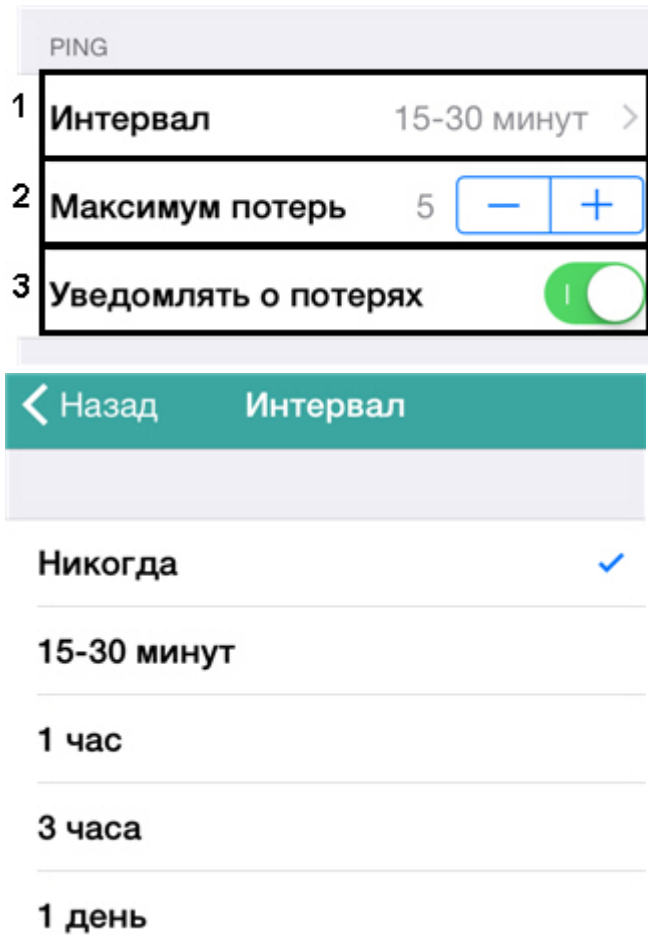 PING
1 Интервал 15-30 минут
2 Максимум потерь 5 − +
3 Уведомлять о потерях
Назад Интервал
Никогда
15-30 минут
1 час
3 часа
1 день